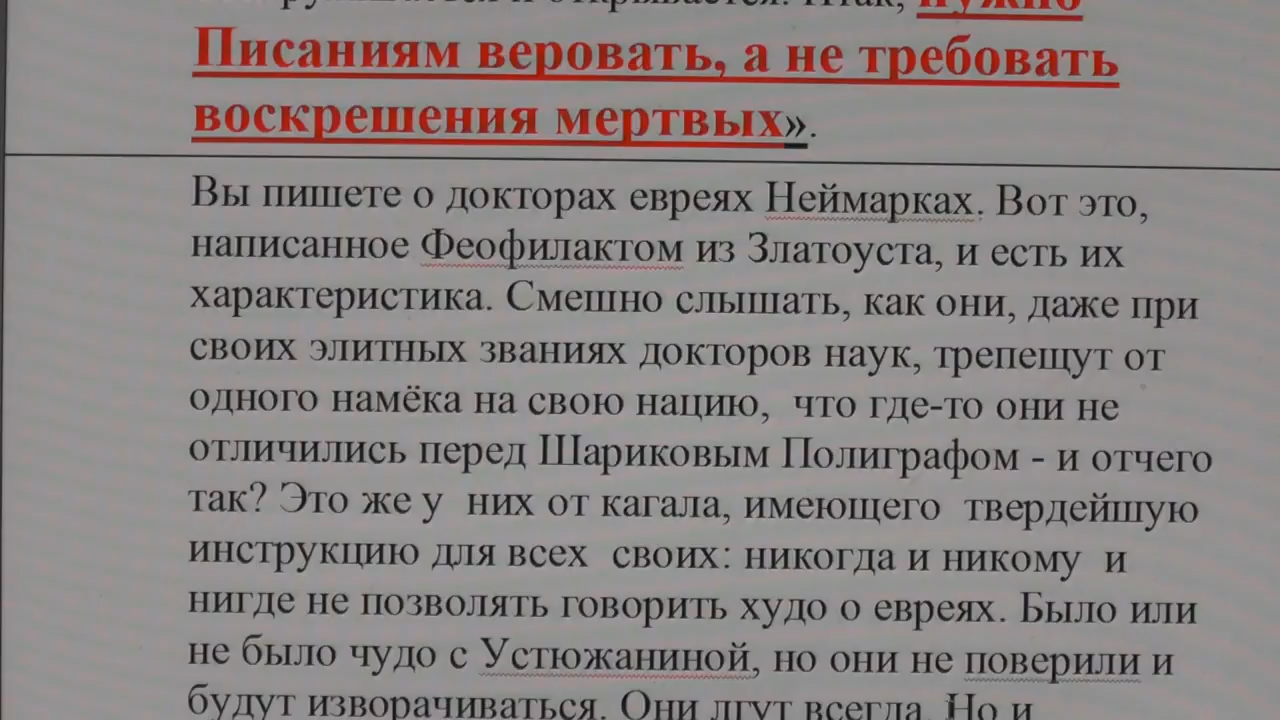 открывается. Итак, нужно
Писаниям веровать, а не требовать
воскрешения мертвых».
Вы пишете о докторах евреях Неймарках. Вот это,
написанное Феофилактом из Златоуста, и есть их
характеристика. Смешно слышать, как они, даже при
своих элитных званиях докторов наук, трепещут от
одного намёка на свою нацию, что где-то они не
отличились перед Шариковым Полиграфом - и отчего
так? Это же у них от кагала, имеющего твердейшую
инструкцию для всех своих: никогда и никому и
нигде не позволять говорить худо о евреях. Было или
не было чудо с Устюжаниной, но они не поверили и
будут изворачиваться. Они лгут всегда. Но и